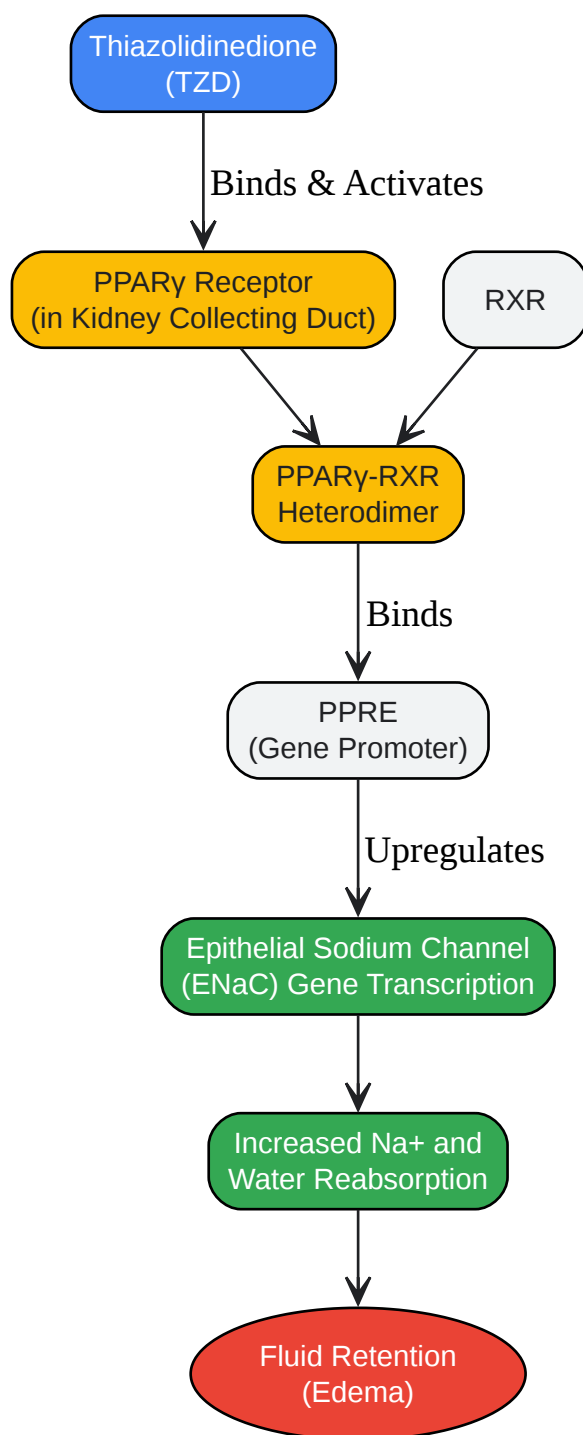 Thiazolidinedione
(TZD)
Binds & Activates
PPARγ Receptor
(in Kidney Collecting Duct)
RXR
PPARγ-RXR
Heterodimer
Binds
PPRE
(Gene Promoter)
Upregulates
Epithelial Sodium Channel
(ENaC) Gene Transcription
Increased Na+ and
Water Reabsorption
Fluid Retention
(Edema)